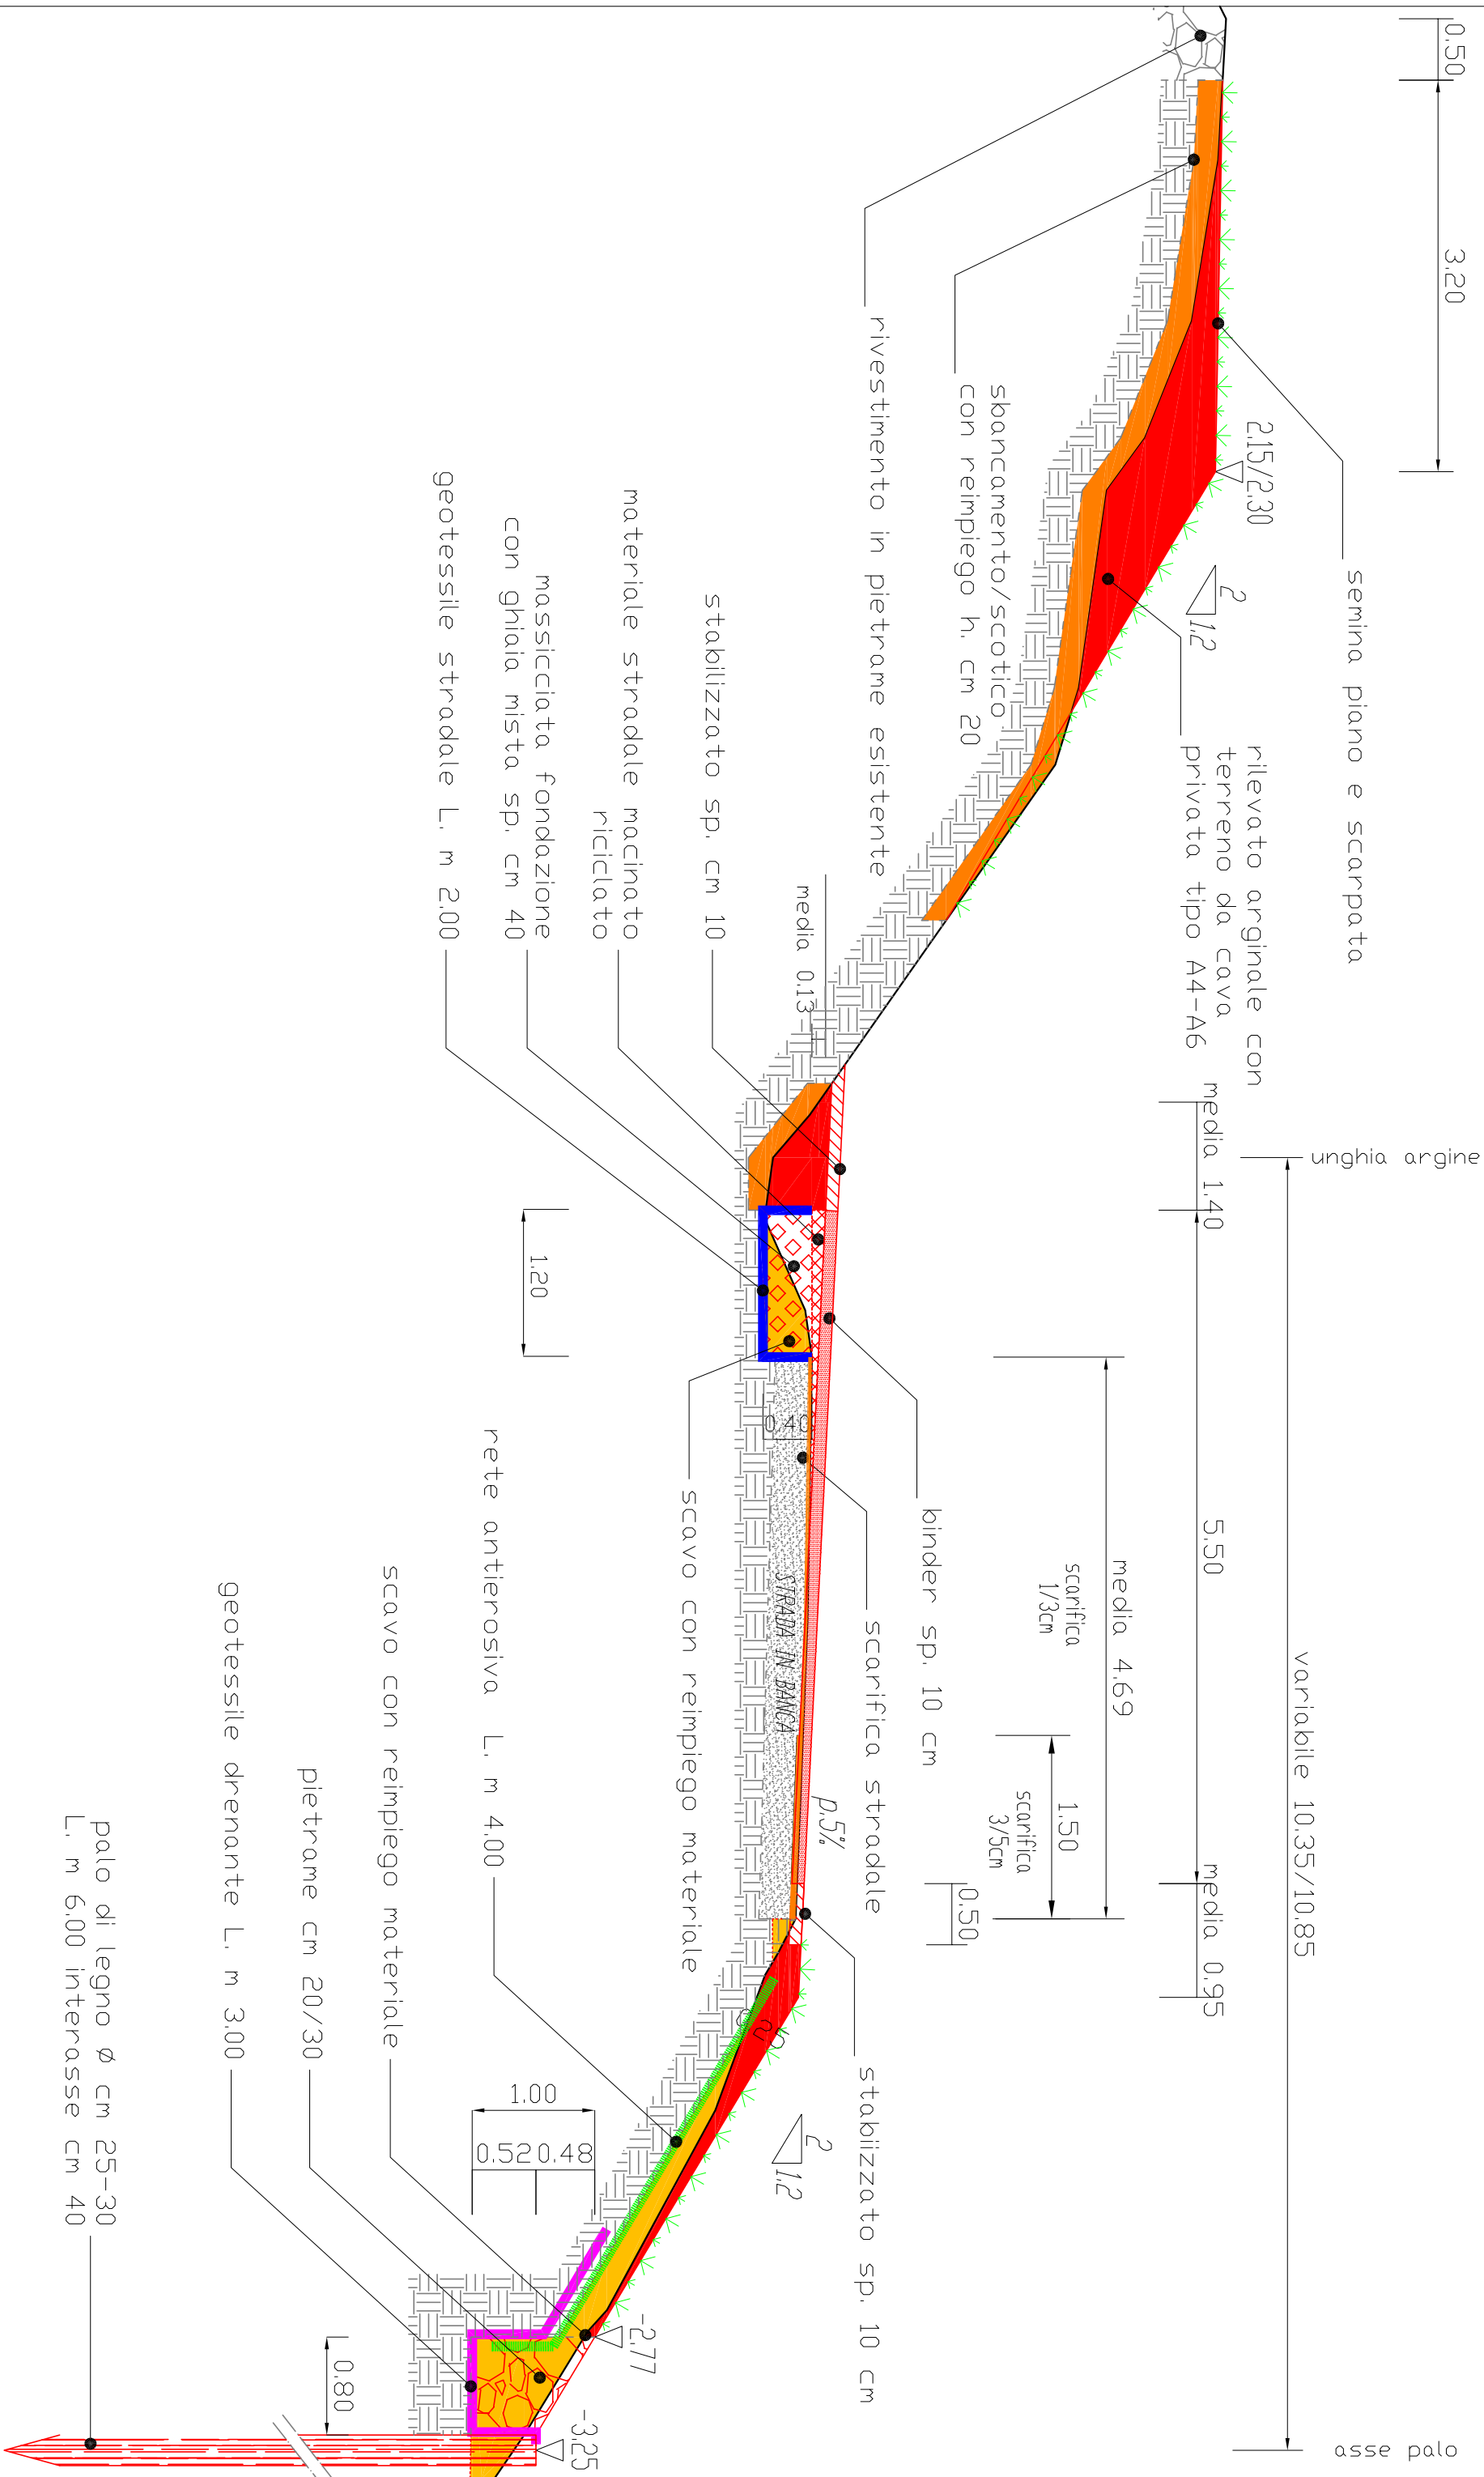 0.50
3.20
2.15/2.30
2
1.2
semina piano e scarpata
rilevato arginale con
terreno da cava
privata tipo A4-A6
sbancamento/scotico
con reimpiego h. cm 20
rivestimento in pietrame esistente
media 0.13
stabilizzato sp. cm 10
materiale stradale macinato
riciclato
massicciata fondazione
con ghiaia mista sp. cm 40
geotessile stradale L. m 2.00
unghia argine
variabile 10.35/10.85
asse palo
media 1.40
5.50
media 0.95
media 4.69
scarifica
1/3cm
1.50
scarifica
3/5cm
0.50
1.20
0.40
STRADA IN BANCA
p.5%
binder sp. 10 cm
scarifica stradale
stabiizzato sp. 10 cm
2
1.2
scavo con reimpiego materiale
rete antierosiva L. m 4.00
scavo con reimpiego materiale
pietrame cm 20/30
geotessile drenante L. m 3.00
palo di legno Ø cm 25-30
L. m 6.00 interasse cm 40
1.00
0.52
0.48
-2.77
-3.25
0.80